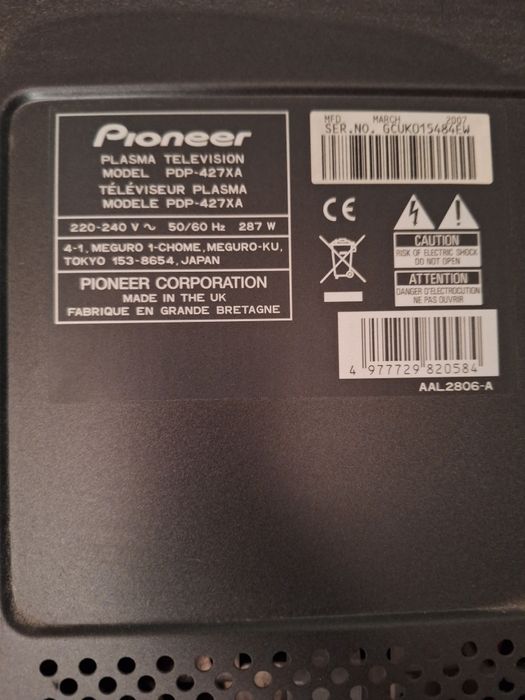 Pioneer
PLASMA TELEVISION
MODEL PDP-427XA
TÉLÉVISEUR PLASMA
MODELE PDP-427XA
220-240 V ~ 50/60 Hz 287 W
4-1, MEGURO 1-CHOME, MEGURO-KU,
TOKYO 153-8654, JAPAN
PIONEER CORPORATION
MADE IN THE UK
FABRIQUE EN GRANDE BRETAGNE
MFD MARCH 2007
SER.NO. GCUK015484EW
CE
CAUTION
RISK OF ELECTRIC SHOCK
DO NOT OPEN
ATTENTION
DANGER D'ELECTROCUTION
NE PAS OUVRIR
4 977729 820584
AAL2806-A